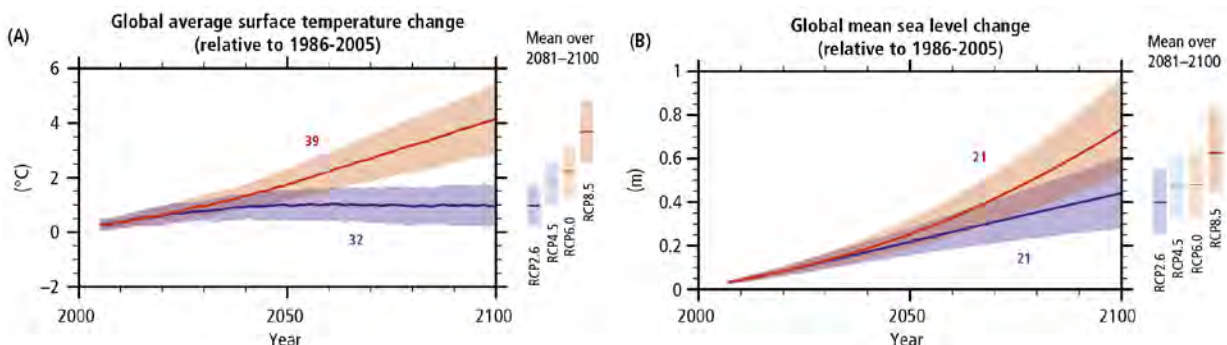 (A)
Global average surface temperature change
(relative to 1986-2005)
Mean over
2081–2100
6
4
2
0
−2
(°C)
39
32
2000
2050
2100
Year
RCP2.6
RCP4.5
RCP6.0
RCP8.5
(B)
Global mean sea level change
(relative to 1986-2005)
Mean over
2081–2100
1
0.8
0.6
0.4
0.2
0
(m)
21
21
2000
2050
2100
Year
RCP2.6
RCP4.5
RCP6.0
RCP8.5